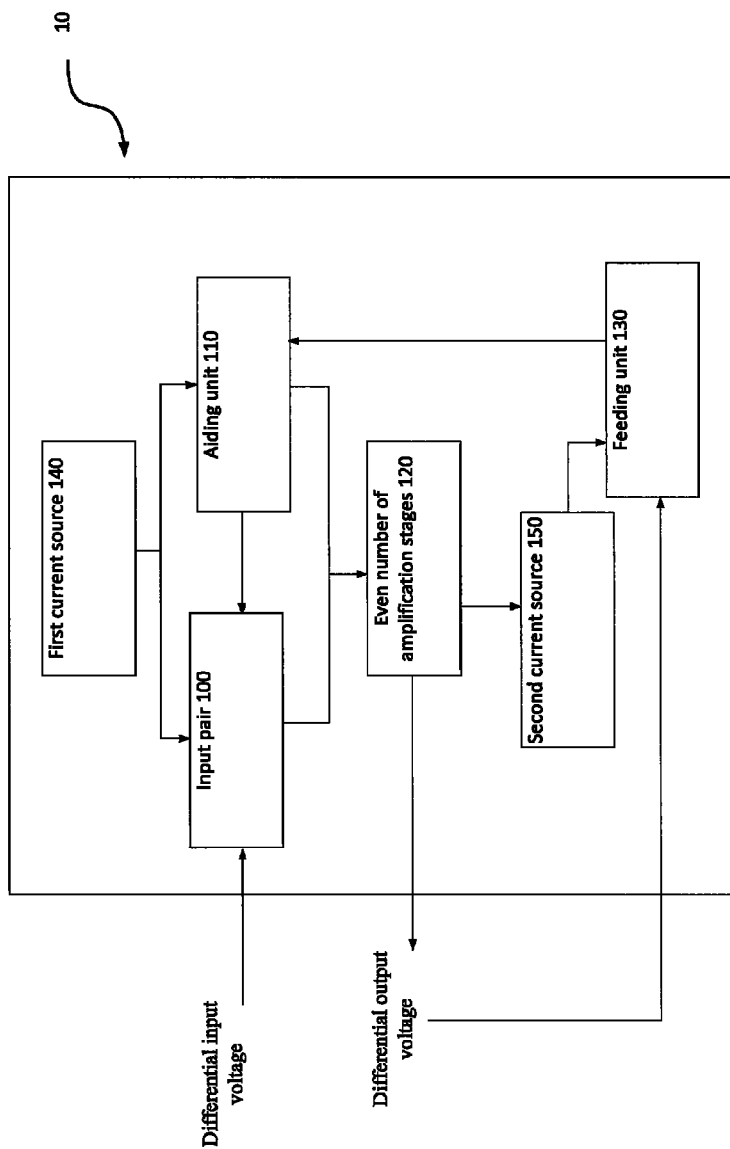 10
First current source 140
Aiding unit 110
Input pair 100
Even number of
amplification stages 120
Second current source 150
Feeding unit 130
Differential input
voltage
Differential output
voltage